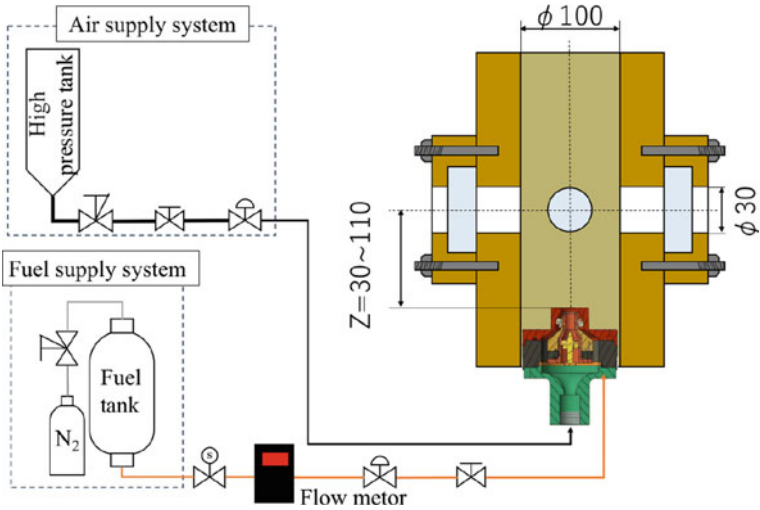 Air supply system
High
pressure tank
Fuel supply system
N2
Fuel
tank
S
Flow metor
ϕ 100
Z=30~110
ϕ 30